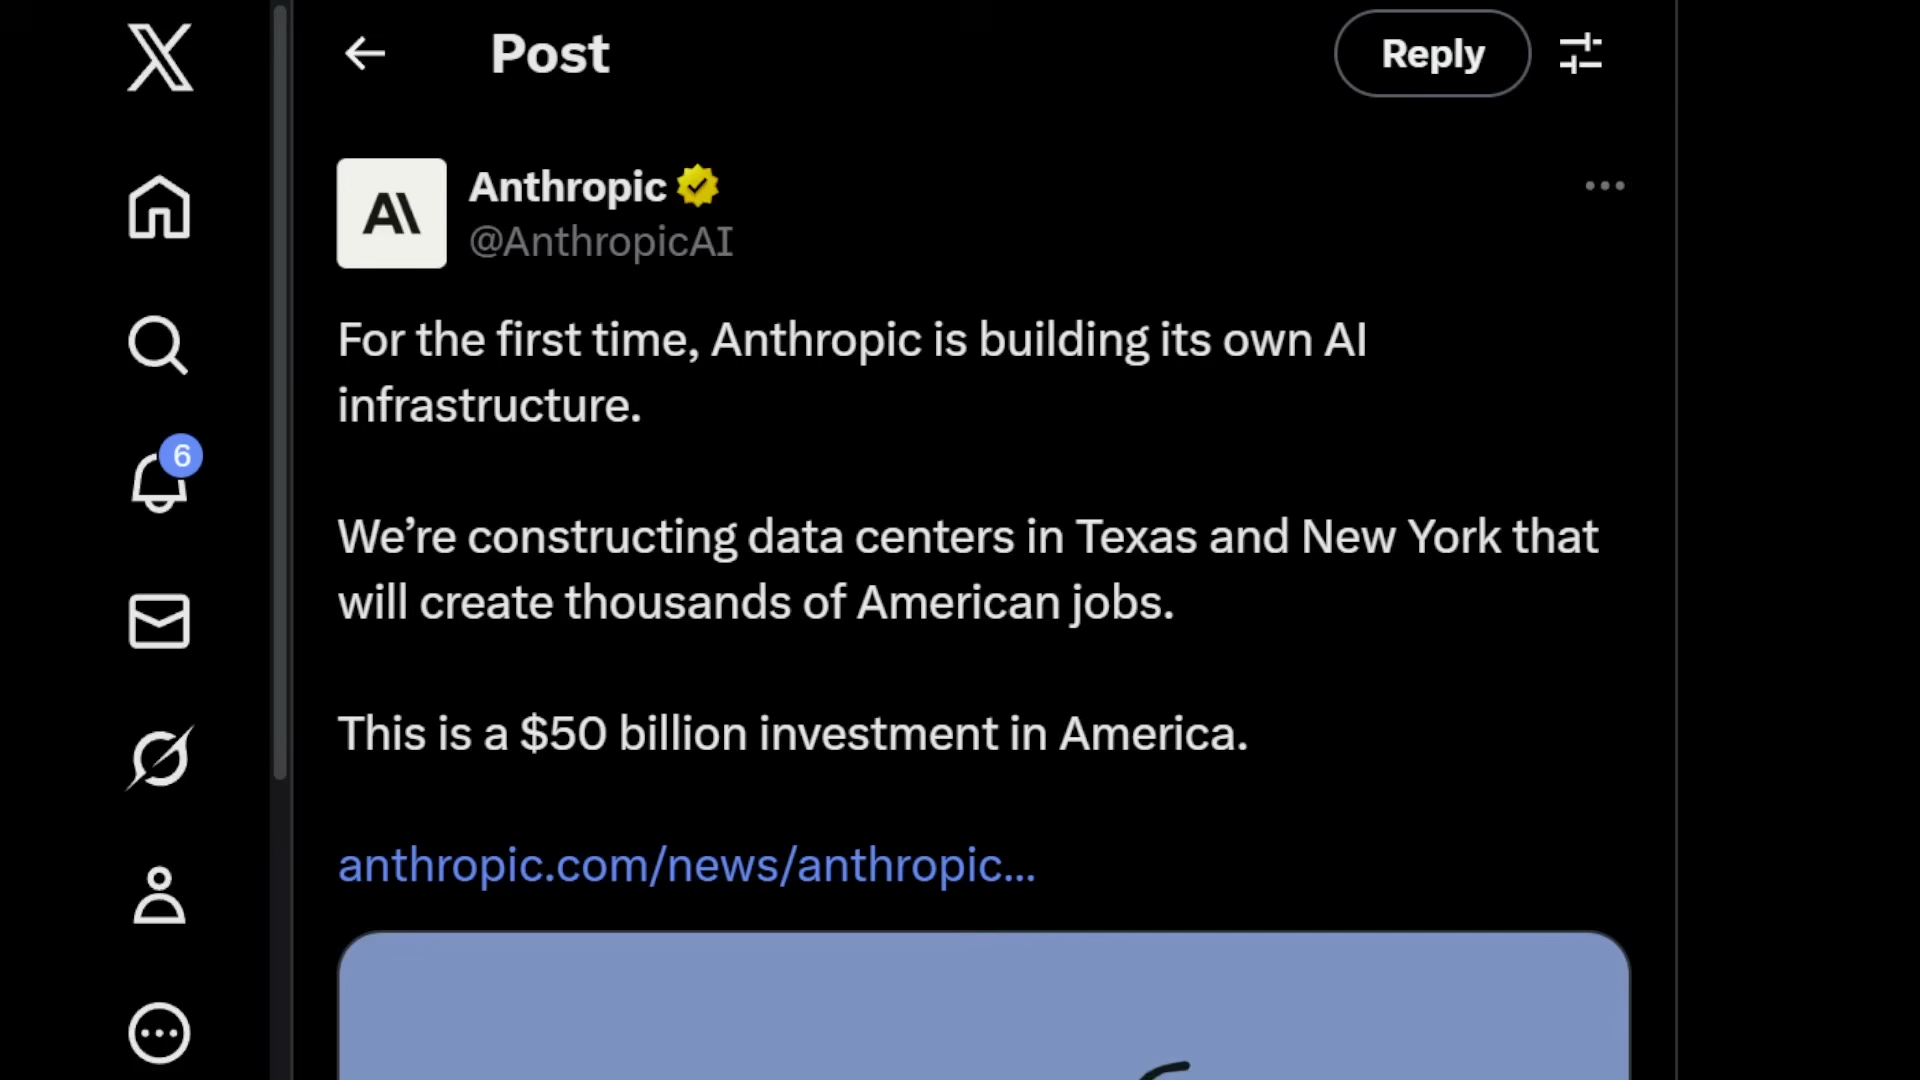 Post
Reply
Anthropic
@AnthropicAI
For the first time, Anthropic is building its own AI
infrastructure.
We’re constructing data centers in Texas and New York that
will create thousands of American jobs.
This is a $50 billion investment in America.
anthropic.com/news/anthropic…
6